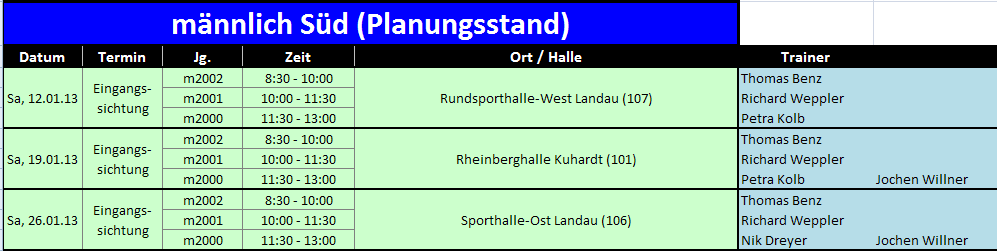 männlich Süd (Planungsstand)
Datum Termin Jg. Zeit Ort / Halle Trainer
Sa, 12.01.13 Eingangs-sichtung m2002 8:30 - 10:00 Rundsporthalle-West Landau (107) Thomas Benz
m2001 10:00 - 11:30 Richard Weppler
m2000 11:30 - 13:00 Petra Kolb
Sa, 19.01.13 Eingangs-sichtung m2002 8:30 - 10:00 Rheinberghalle Kuhardt (101) Thomas Benz
m2001 10:00 - 11:30 Richard Weppler
m2000 11:30 - 13:00 Petra Kolb Jochen Willner
Sa, 26.01.13 Eingangs-sichtung m2002 8:30 - 10:00 Sporthalle-Ost Landau (106) Thomas Benz
m2001 10:00 - 11:30 Richard Weppler
m2000 11:30 - 13:00 Nik Dreyer Jochen Willner